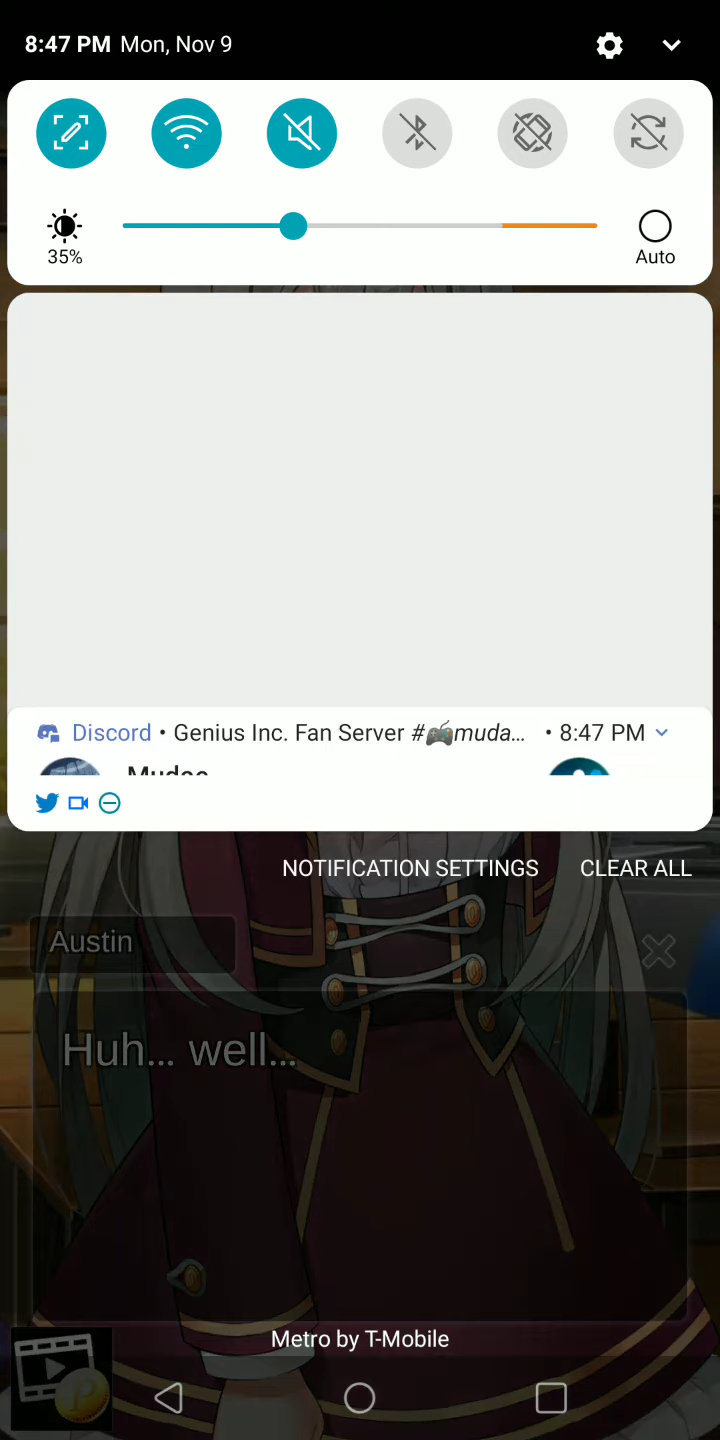 8:47 PM Mon, Nov 9
35%
Auto
Discord • Genius Inc. Fan Server #🎮muda... • 8:47 PM
Mudae
NOTIFICATION SETTINGS CLEAR ALL
Austin
Huh... well...
Metro by T-Mobile
P